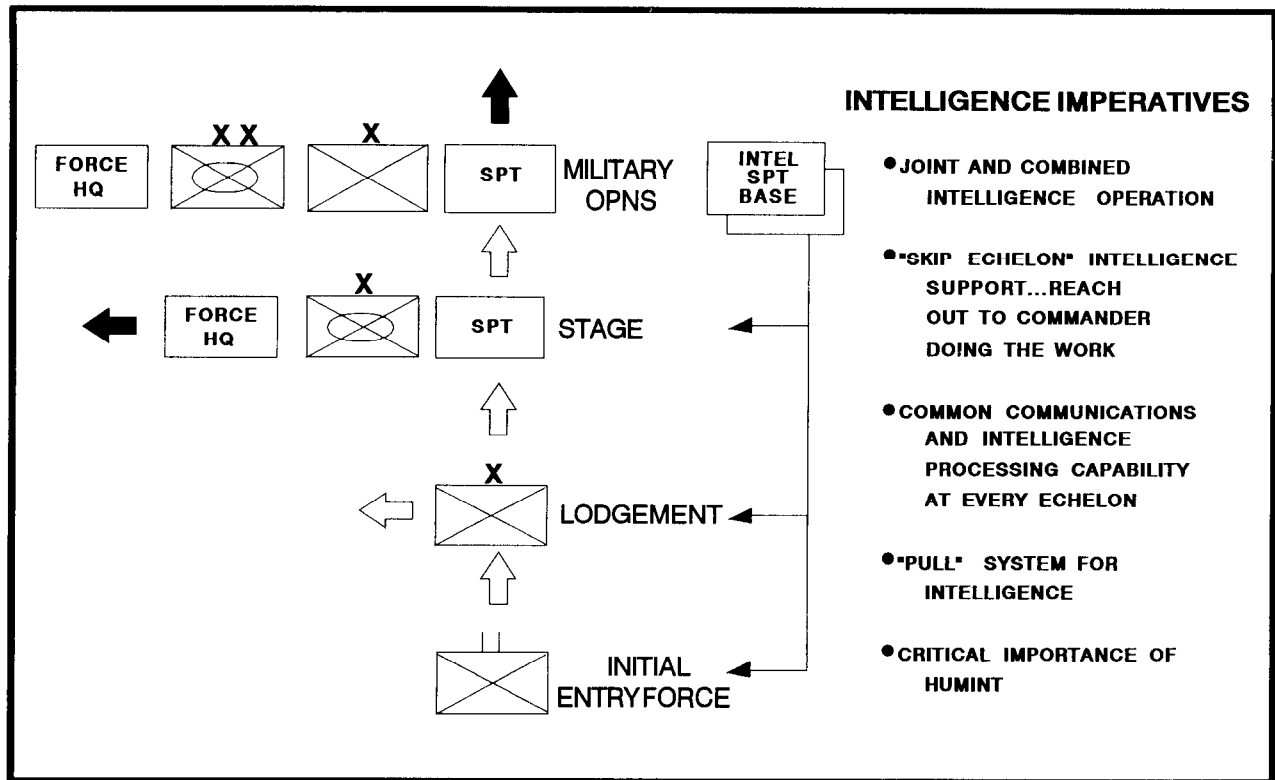 INTELLIGENCE IMPERATIVES
X X
X
FORCE
HQ
SPT
MILITARY
OPNS
INTEL
SPT
BASE
X
FORCE
HQ
SPT
STAGE
X
LODGEMENT
INITIAL
ENTRY FORCE
●JOINT AND COMBINED
INTELLIGENCE OPERATION
●"SKIP ECHELON" INTELLIGENCE
SUPPORT...REACH
OUT TO COMMANDER
DOING THE WORK
●COMMON COMMUNICATIONS
AND INTELLIGENCE
PROCESSING CAPABILITY
AT EVERY ECHELON
●"PULL" SYSTEM FOR
INTELLIGENCE
●CRITICAL IMPORTANCE OF
HUMINT